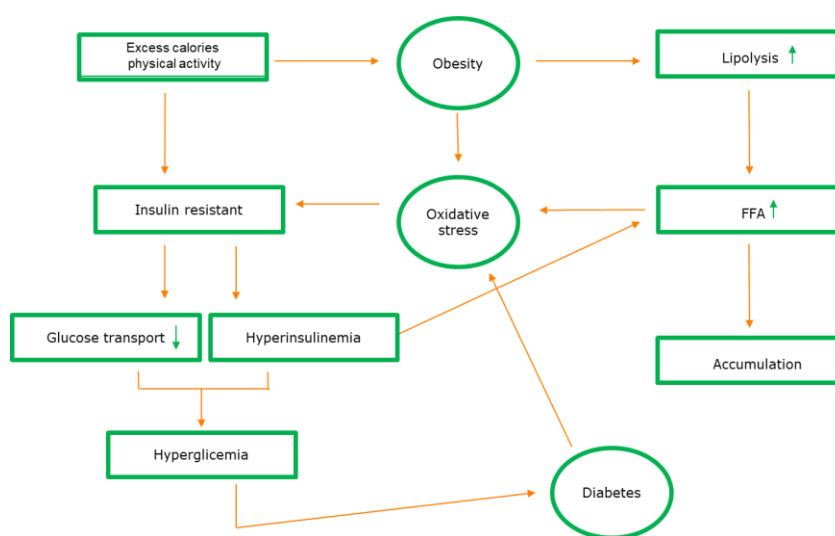 Excess calories
physical activity
Obesity
Lipolysis ↑
Insulin resistant
Oxidative
stress
FFA ↑
Glucose transport ↓
Hyperinsulinemia
Accumulation
Hyperglicemia
Diabetes